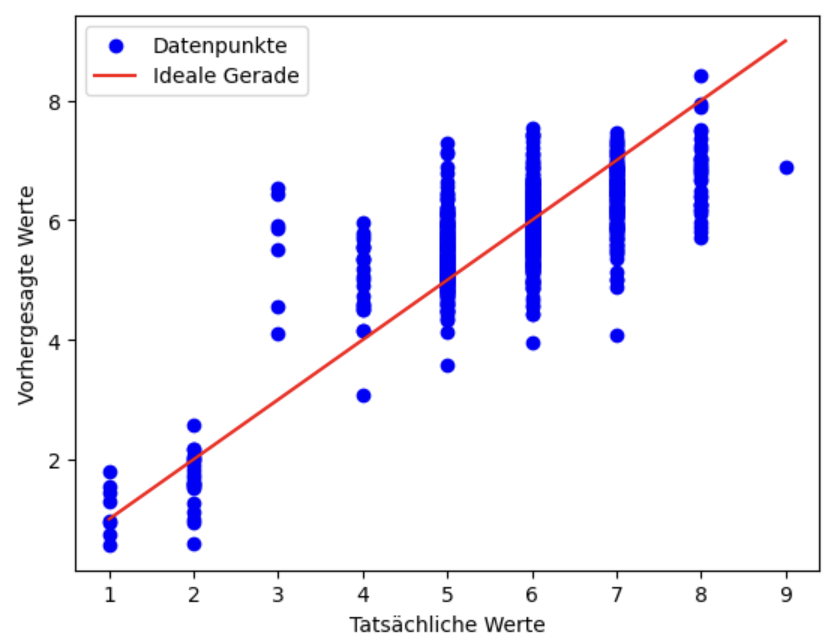 Datenpunkte
Ideale Gerade
8
6
4
2
Vorhergesagte Werte
1 2 3 4 5 6 7 8 9
Tatsächliche Werte